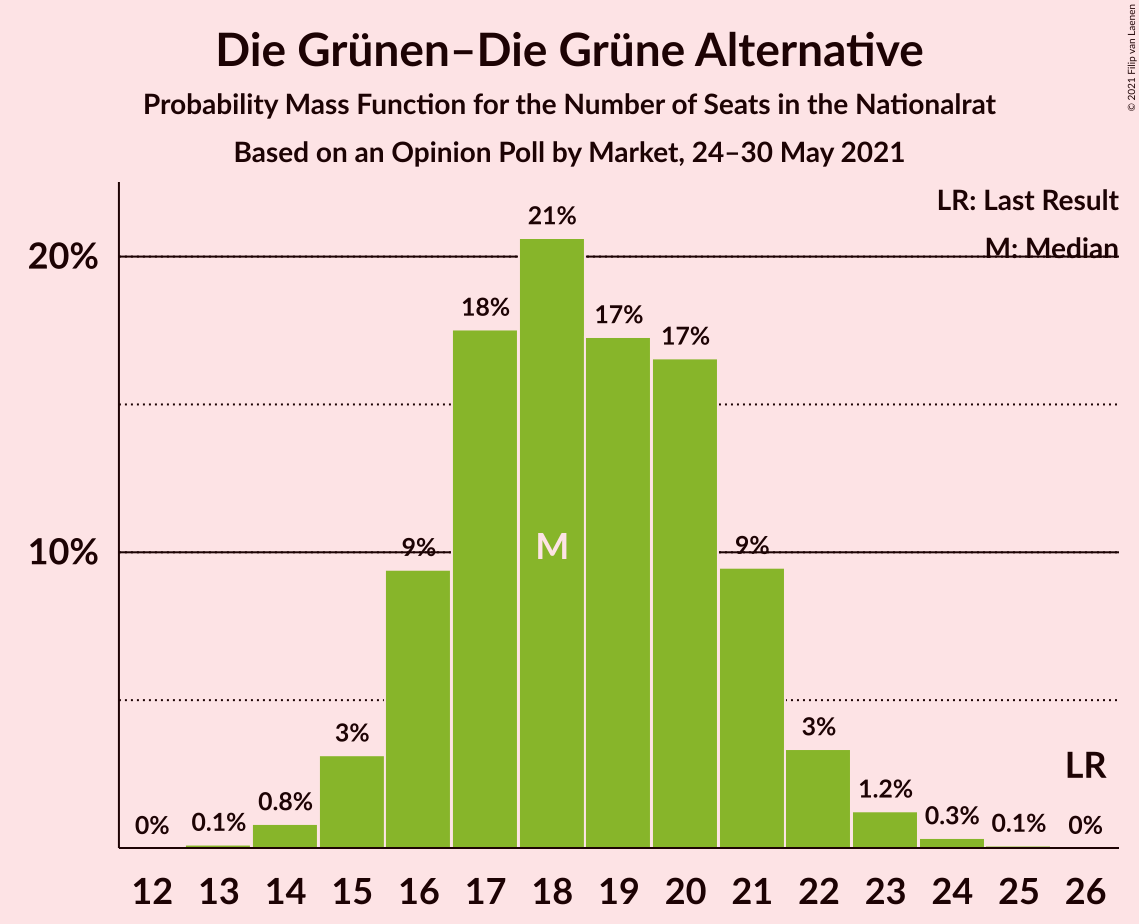 Die Grünen–Die Grüne Alternative
Probability Mass Function for the Number of Seats in the Nationalrat
Based on an Opinion Poll by Market, 24–30 May 2021
© 2021 Filip van Laenen
LR: Last Result
M: Median
20%
10%
0%
0.1%
0.8%
3%
9%
18%
21%
17%
17%
9%
3%
1.2%
0.3%
0.1%
0%
M
LR
12 13 14 15 16 17 18 19 20 21 22 23 24 25 26